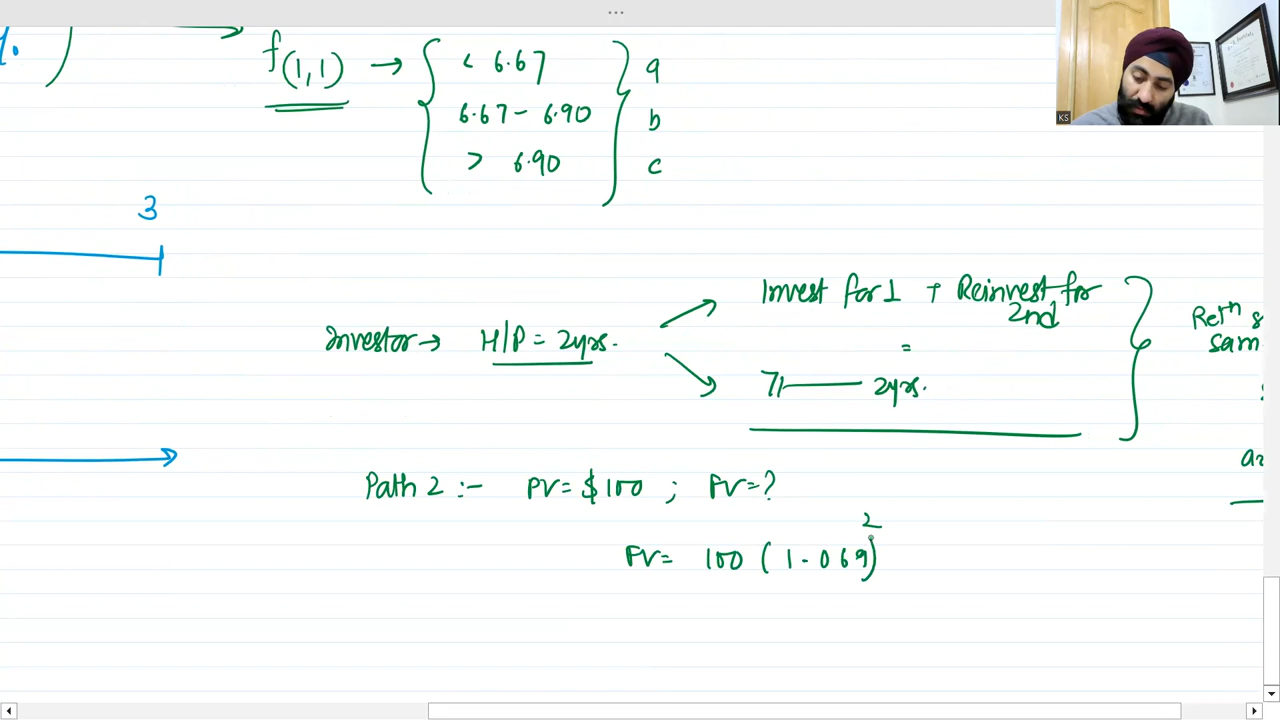 f(1,1) → { < 6.67 } a
6.67 - 6.90 b
> 6.90 c
3
Invest for 1 + Reinvest for 2nd
Investor → H/P = 2yrs.
=
2yrs.
Path 2 :- PV = $100 ; FV = ?
FV = 100 (1.069)²
KS